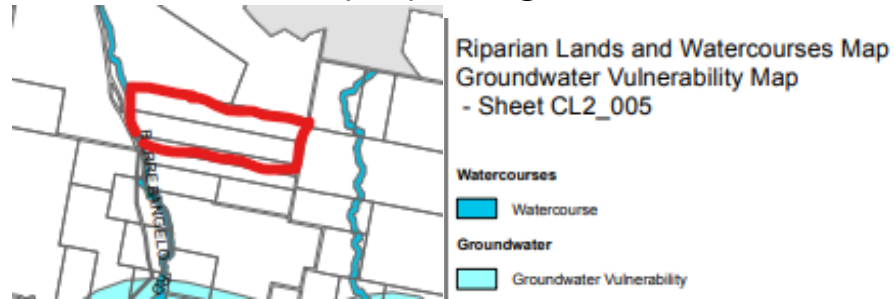 Riparian Lands and Watercourses Map
Groundwater Vulnerability Map
- Sheet CL2_005
Watercourses
Watercourse
Groundwater
Groundwater Vulnerability